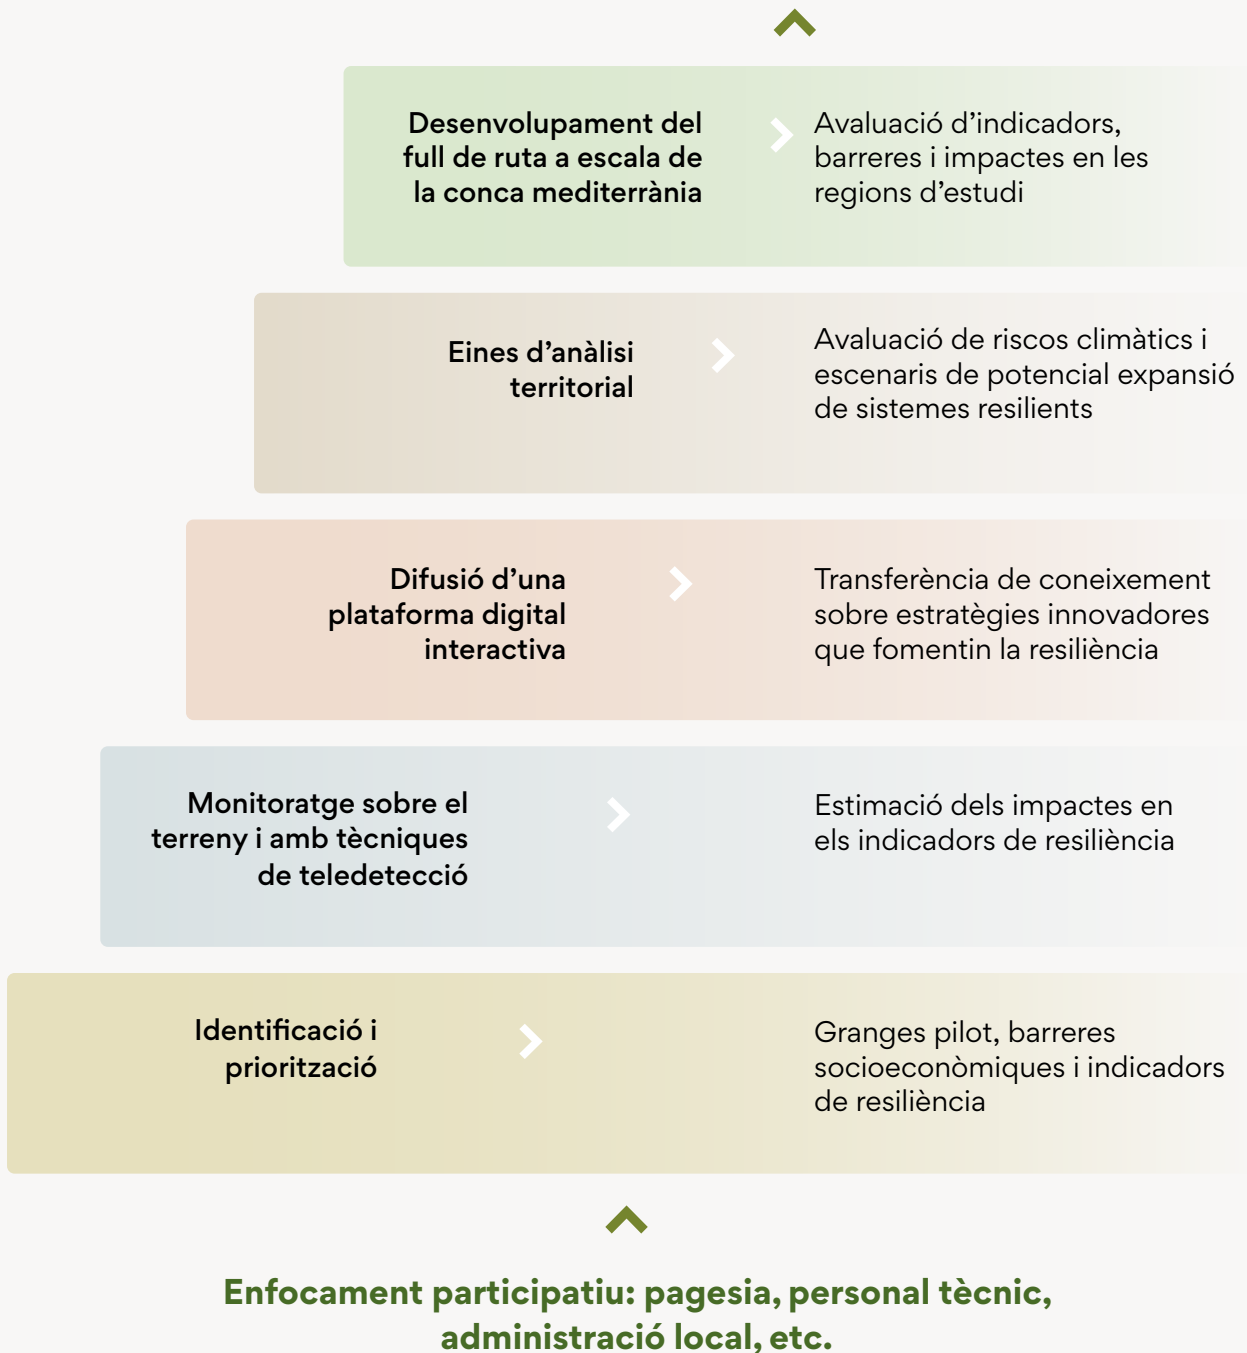 Desenvolupament del
full de ruta a escala de
la conca mediterrània
Avaluació d’indicadors,
barreres i impactes en les
regions d’estudi
Eines d’anàlisi
territorial
Avaluació de riscos climàtics i
escenaris de potencial expansió
de sistemes resilients
Difusió d’una
plataforma digital
interactiva
Transferència de coneixement
sobre estratègies innovadores
que fomentin la resiliència
Monitoratge sobre el
terreny i amb tècniques
de teledetecció
Estimació dels impactes en
els indicadors de resiliència
Identificació i
priorització
Granges pilot, barreres
socioeconòmiques i indicadors
de resiliència
Enfocament participatiu: pagesia, personal tècnic,
administració local, etc.